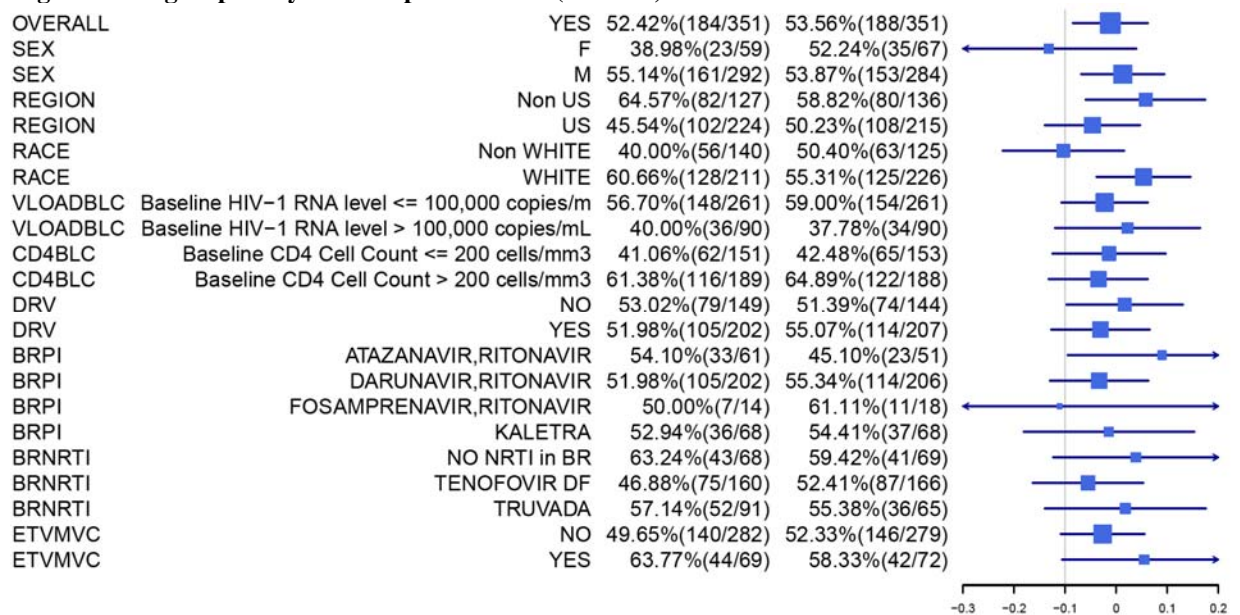 OVERALL YES 52.42%(184/351) 53.56%(188/351)
SEX F 38.98%(23/59) 52.24%(35/67)
SEX M 55.14%(161/292) 53.87%(153/284)
REGION Non US 64.57%(82/127) 58.82%(80/136)
REGION US 45.54%(102/224) 50.23%(108/215)
RACE Non WHITE 40.00%(56/140) 50.40%(63/125)
RACE WHITE 60.66%(128/211) 55.31%(125/226)
VLOADBLC Baseline HIV−1 RNA level <= 100,000 copies/m 56.70%(148/261) 59.00%(154/261)
VLOADBLC Baseline HIV−1 RNA level > 100,000 copies/mL 40.00%(36/90) 37.78%(34/90)
CD4BLC Baseline CD4 Cell Count <= 200 cells/mm3 41.06%(62/151) 42.48%(65/153)
CD4BLC Baseline CD4 Cell Count > 200 cells/mm3 61.38%(116/189) 64.89%(122/188)
DRV NO 53.02%(79/149) 51.39%(74/144)
DRV YES 51.98%(105/202) 55.07%(114/207)
BRPI ATAZANAVIR,RITONAVIR 54.10%(33/61) 45.10%(23/51)
BRPI DARUNAVIR,RITONAVIR 51.98%(105/202) 55.34%(114/206)
BRPI FOSAMPRENAVIR,RITONAVIR 50.00%(7/14) 61.11%(11/18)
BRPI KALETRA 52.94%(36/68) 54.41%(37/68)
BRNRTI NO NRTI in BR 63.24%(43/68) 59.42%(41/69)
BRNRTI TENOFOVIR DF 46.88%(75/160) 52.41%(87/166)
BRNRTI TRUVADA 57.14%(52/91) 55.38%(36/65)
ETVMVC NO 49.65%(140/282) 52.33%(146/279)
ETVMVC YES 63.77%(44/69) 58.33%(42/72)
−0.3 −0.2 −0.1 0 0.1 0.2